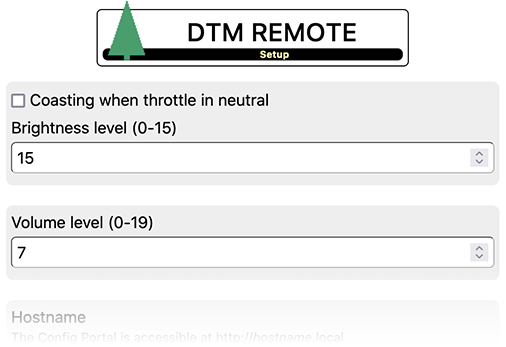 DTM REMOTE
Setup
Coasting when throttle in neutral
Brightness level (0-15)
15
Volume level (0-19)
7
Hostname
The Config Portal is accessible at http://hostname.local